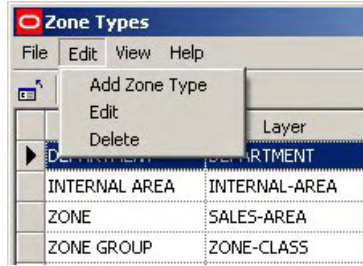 Zone Types
File Edit View Help
Add Zone Type
Edit
Delete
Layer
DEPARTMENT
INTERNAL AREA INTERNAL-AREA
ZONE SALES-AREA
ZONE GROUP ZONE-CLASS